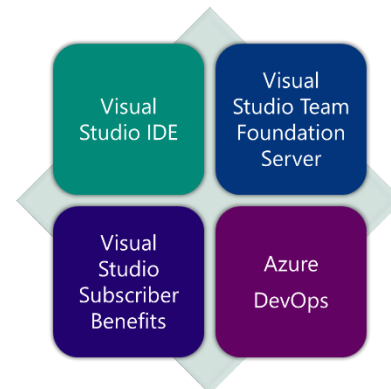 Visual
Studio IDE
Visual
Studio Team
Foundation
Server
Visual
Studio
Subscriber
Benefits
Azure
DevOps